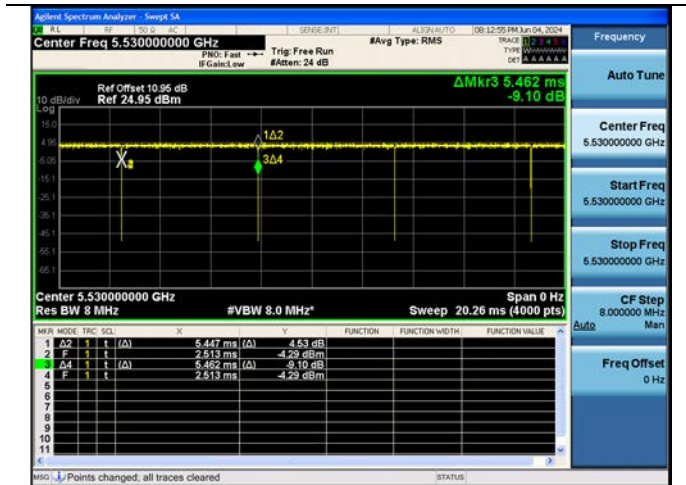 Agilent Spectrum Analyzer - Swept SA
RL RF 50 Ω AC SENSE:INT ALIGNAUTO 08:12:55 PM Jun 04, 2024
Center Freq 5.530000000 GHz
#Avg Type: RMS
TRACE 1 2 3 4 5 6
PNO: Fast Trig: Free Run
TYPE
IFGain:Low #Atten: 24 dB
DET A A A A A A
Ref Offset 10.95 dB
10 dB/div Ref 24.95 dBm
ΔMkr3 5.462 ms
-9.10 dB
Log
15.0
4.95
-5.05
-15.1
-25.1
-35.1
-45.1
-55.1
-65.1
1Δ2
3Δ4
Center 5.530000000 GHz Span 0 Hz
Res BW 8 MHz #VBW 8.0 MHz* Sweep 20.26 ms (4000 pts)
MKR MODE TRC SCL X Y FUNCTION FUNCTION WIDTH FUNCTION VALUE
1 Δ2 1 t (Δ) 5.447 ms (Δ) 4.53 dB
2 F 1 t 2.513 ms -4.29 dBm
3 Δ4 1 t (Δ) 5.462 ms (Δ) -9.10 dB
4 F 1 t 2.513 ms -4.29 dBm
5
6
7
8
9
10
11
MSG Points changed; all traces cleared STATUS
Frequency
Auto Tune
Center Freq
5.530000000 GHz
Start Freq
5.530000000 GHz
Stop Freq
5.530000000 GHz
CF Step
8.000000 MHz
Auto Man
Freq Offset
0 Hz